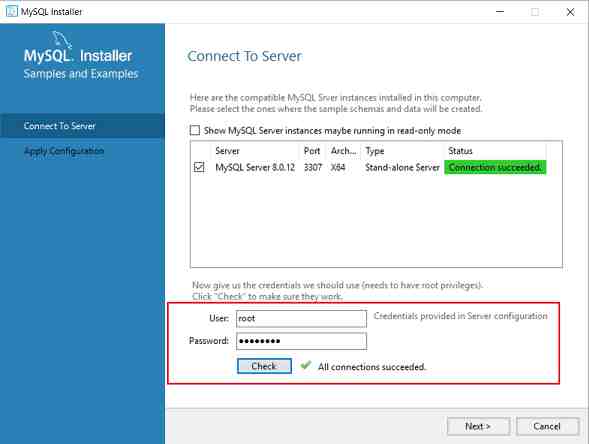 MySQL Installer
MySQL. Installer
Samples and Examples
Connect To Server
Apply Configuration
Connect To Server
Here are the compatible MySQL Srver instances installed in this computer.
Please select the ones where the sample schemas and data will be created.
Show MySQL Server instances maybe running in read-only mode
Server Port Arch... Type Status
MySQL Server 8.0.12 3307 X64 Stand-alone Server Connection succeeded.
Now give us the credentials we should use (needs to have root privileges).
Click "Check" to make sure they work.
User: root Credentials provided in Server configuration
Password: ●●●●●●●●
Check All connections succeeded.
Next > Cancel